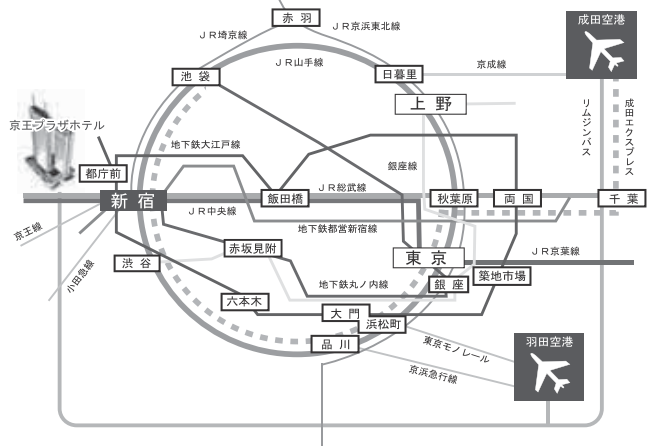 赤羽
成田空港
JR埼京線
JR京浜東北線
JR山手線
池袋
日暮里
京成線
上野
リムジンバス
成田エクスプレス
京王プラザホテル
地下鉄大江戸線
都庁前
銀座線
新宿
飯田橋
JR総武線
秋葉原
両国
千葉
JR中央線
地下鉄都営新宿線
京王線
小田急線
渋谷
赤坂見附
東京
JR京葉線
築地市場
地下鉄丸ノ内線
銀座
六本木
大門
浜松町
品川
東京モノレール
京浜急行線
羽田空港